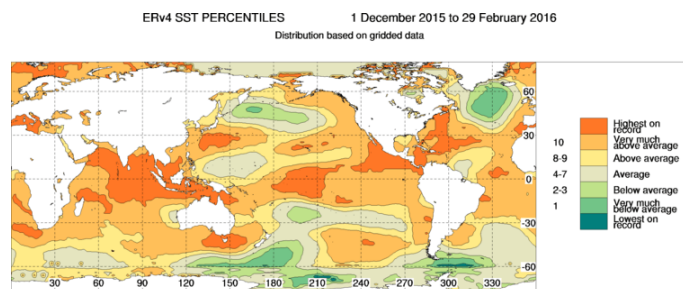 ERv4 SST PERCENTILES 1 December 2015 to 29 February 2016
Distribution based on gridded data
60
30
0
-30
-60
30 60 90 120 150 180 210 240 270 300 330
Highest on
record
10
Very much
above average
8-9
Above average
4-7
Average
2-3
Below average
1
Very much
below average
Lowest on
record